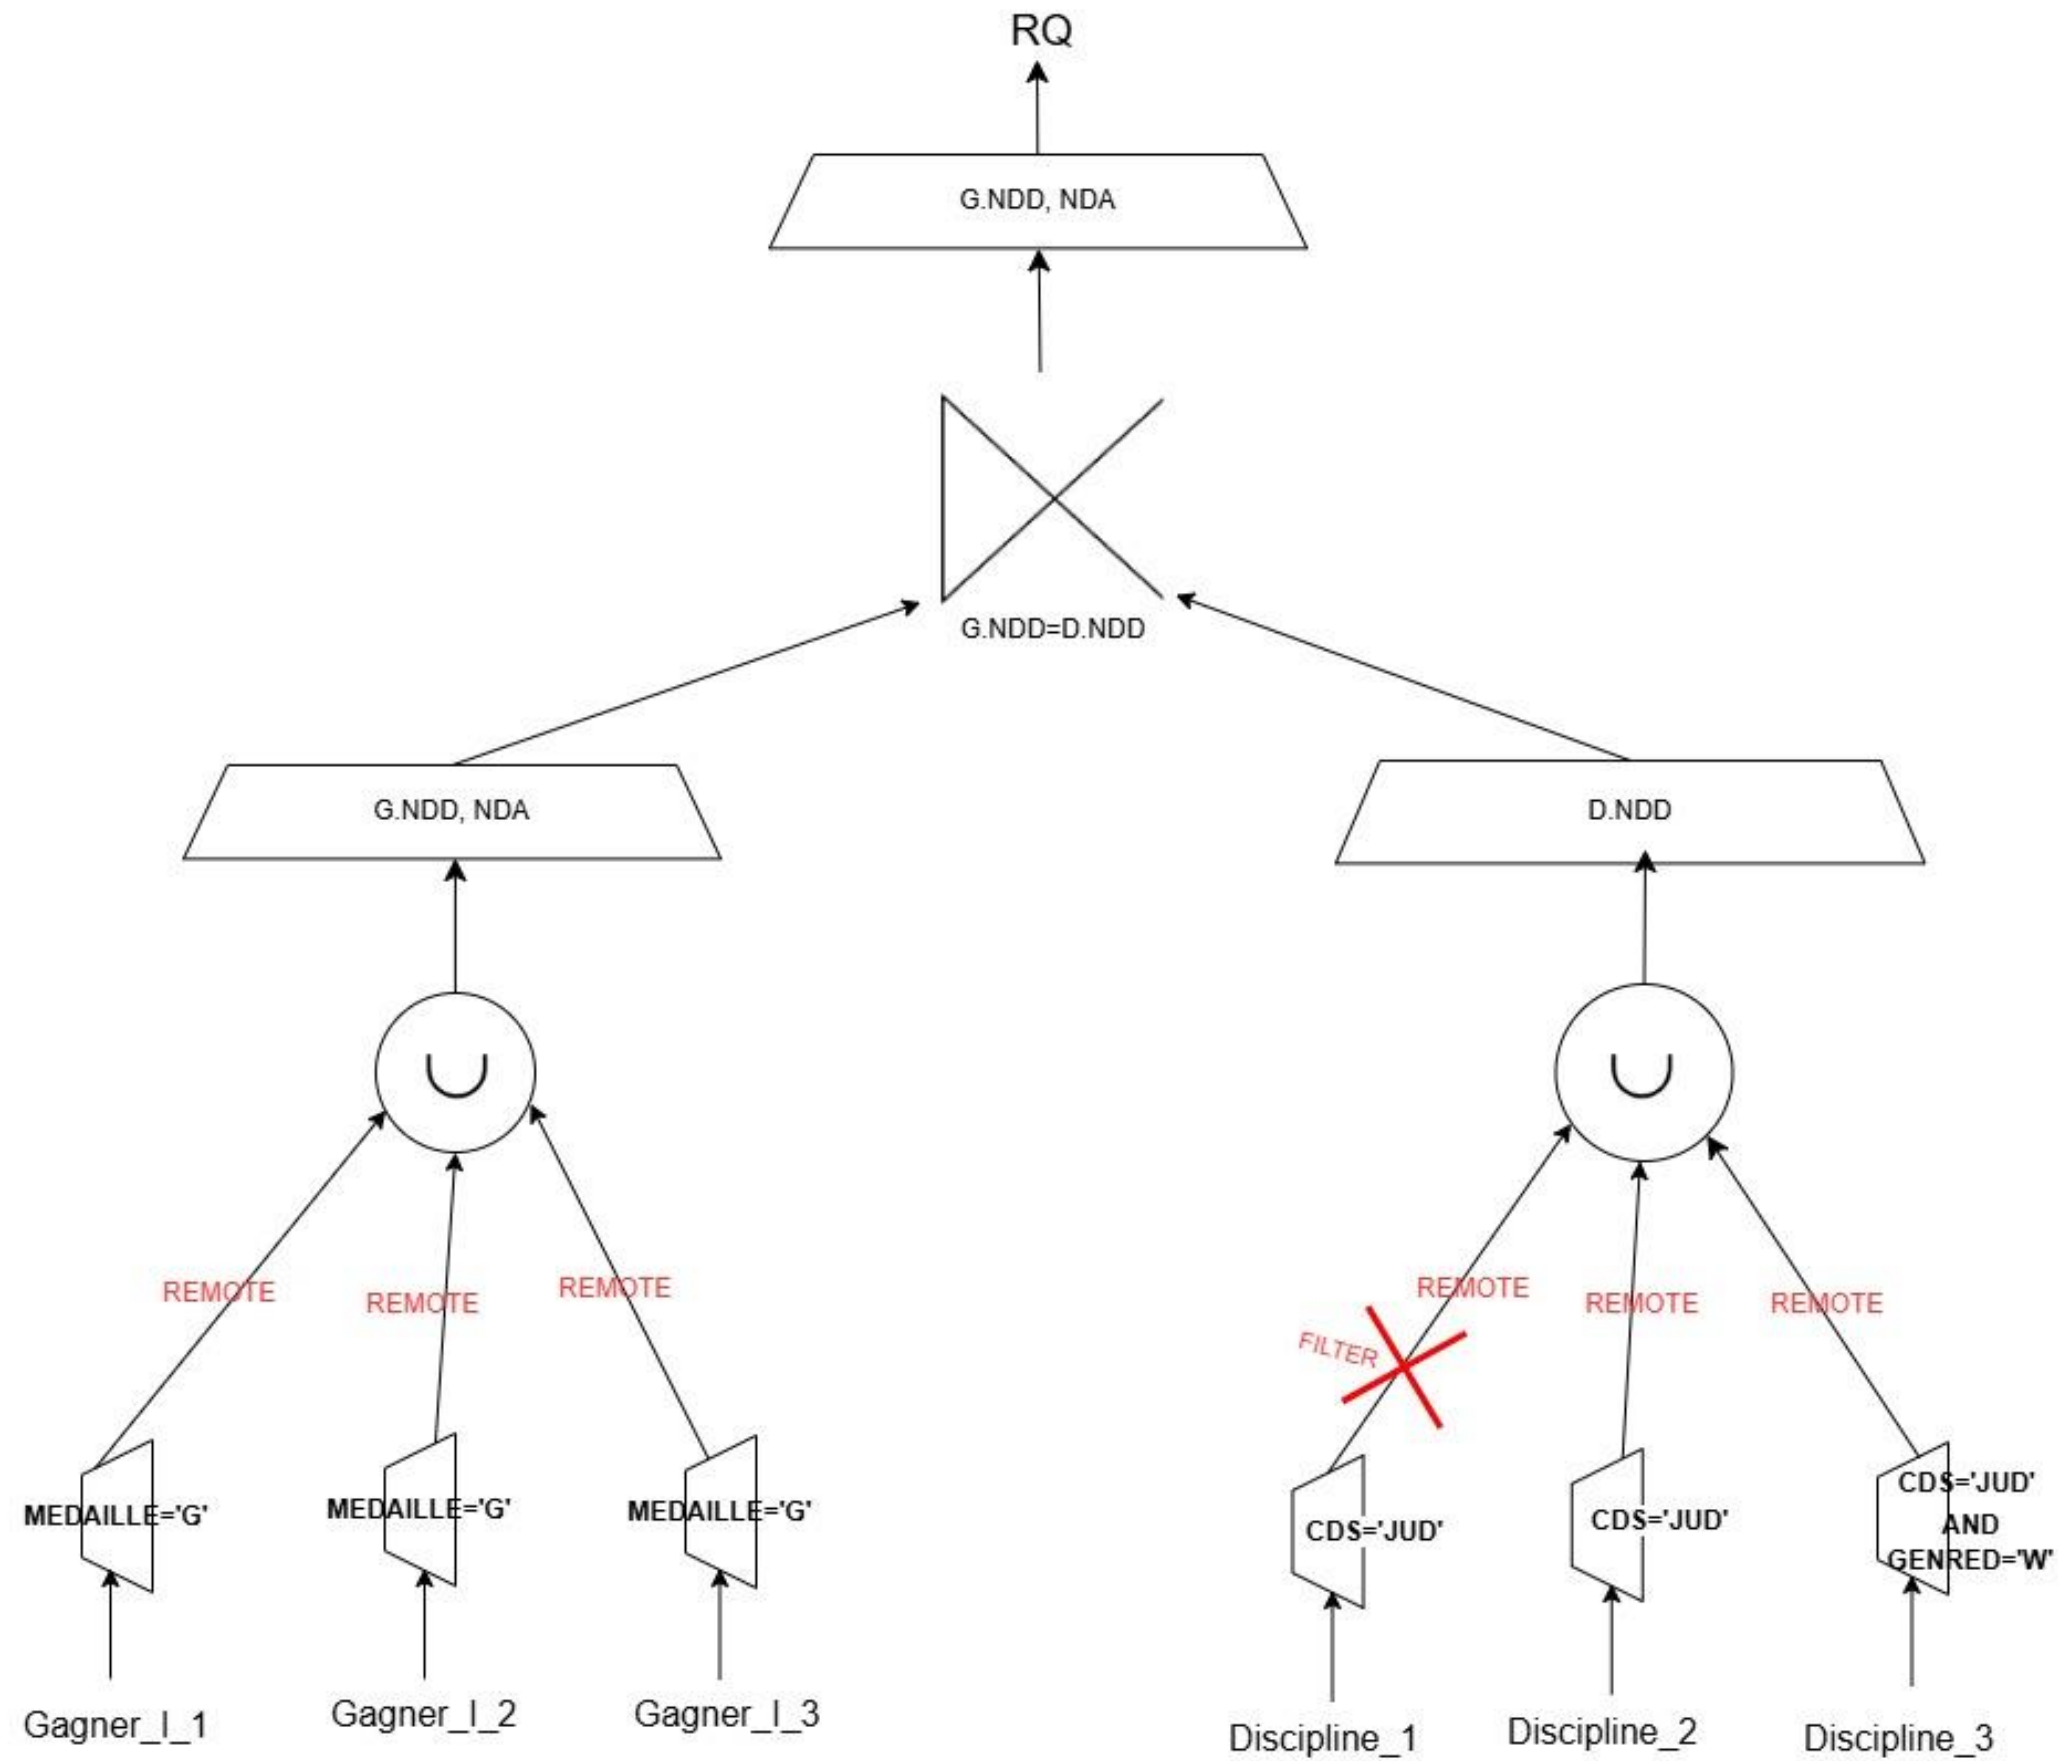 RQ
G.NDD, NDA
G.NDD=D.NDD
G.NDD, NDA
D.NDD
∪
∪
REMOTE
REMOTE
REMOTE
REMOTE
REMOTE
REMOTE
FILTER
MEDAILLE='G'
MEDAILLE='G'
MEDAILLE='G'
CDS='JUD'
CDS='JUD'
CDS='JUD'
AND
GENRED='W'
Gagner_I_1
Gagner_I_2
Gagner_I_3
Discipline_1
Discipline_2
Discipline_3